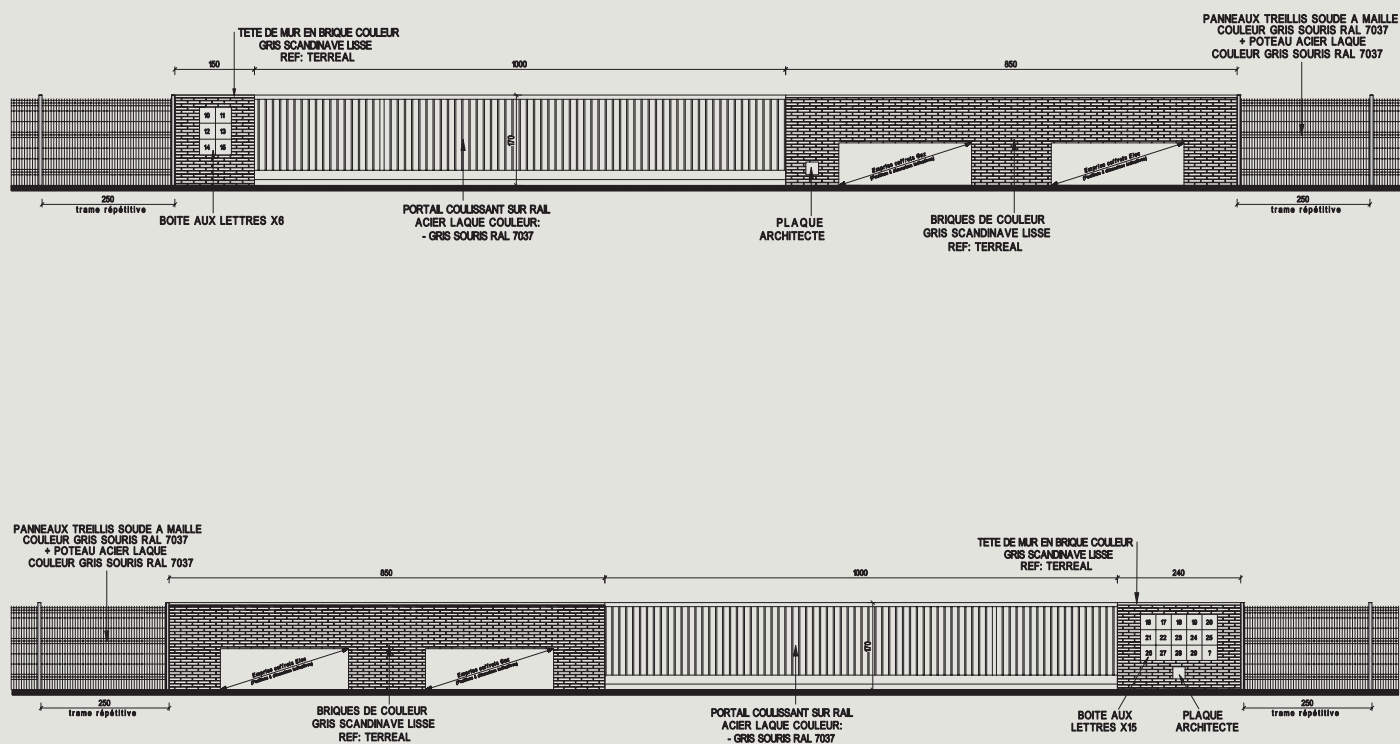 TETE DE MUR EN BRIQUE COULEUR
GRIS SCANDINAVE LISSE
REF: TERREAL
PANNEAUX TREILLIS SOUDE A MAILLE
COULEUR GRIS SOURIS RAL 7037
+ POTEAU ACIER LAQUE
COULEUR GRIS SOURIS RAL 7037
150
1000
850
10 11
12 13
14 15
170
250
trame répétitive
BOITE AUX LETTRES X6
PORTAIL COULISSANT SUR RAIL
ACIER LAQUE COULEUR:
- GRIS SOURIS RAL 7037
PLAQUE
ARCHITECTE
BRIQUES DE COULEUR
GRIS SCANDINAVE LISSE
REF: TERREAL
250
trame répétitive
PANNEAUX TREILLIS SOUDE A MAILLE
COULEUR GRIS SOURIS RAL 7037
+ POTEAU ACIER LAQUE
COULEUR GRIS SOURIS RAL 7037
TETE DE MUR EN BRIQUE COULEUR
GRIS SCANDINAVE LISSE
REF: TERREAL
850
1000
240
16 17 18 19 20
21 22 23 24 25
26 27 28 29 ?
170
250
trame répétitive
BRIQUES DE COULEUR
GRIS SCANDINAVE LISSE
REF: TERREAL
PORTAIL COULISSANT SUR RAIL
ACIER LAQUE COULEUR:
- GRIS SOURIS RAL 7037
BOITE AUX
LETTRES X15
PLAQUE
ARCHITECTE
250
trame répétitive